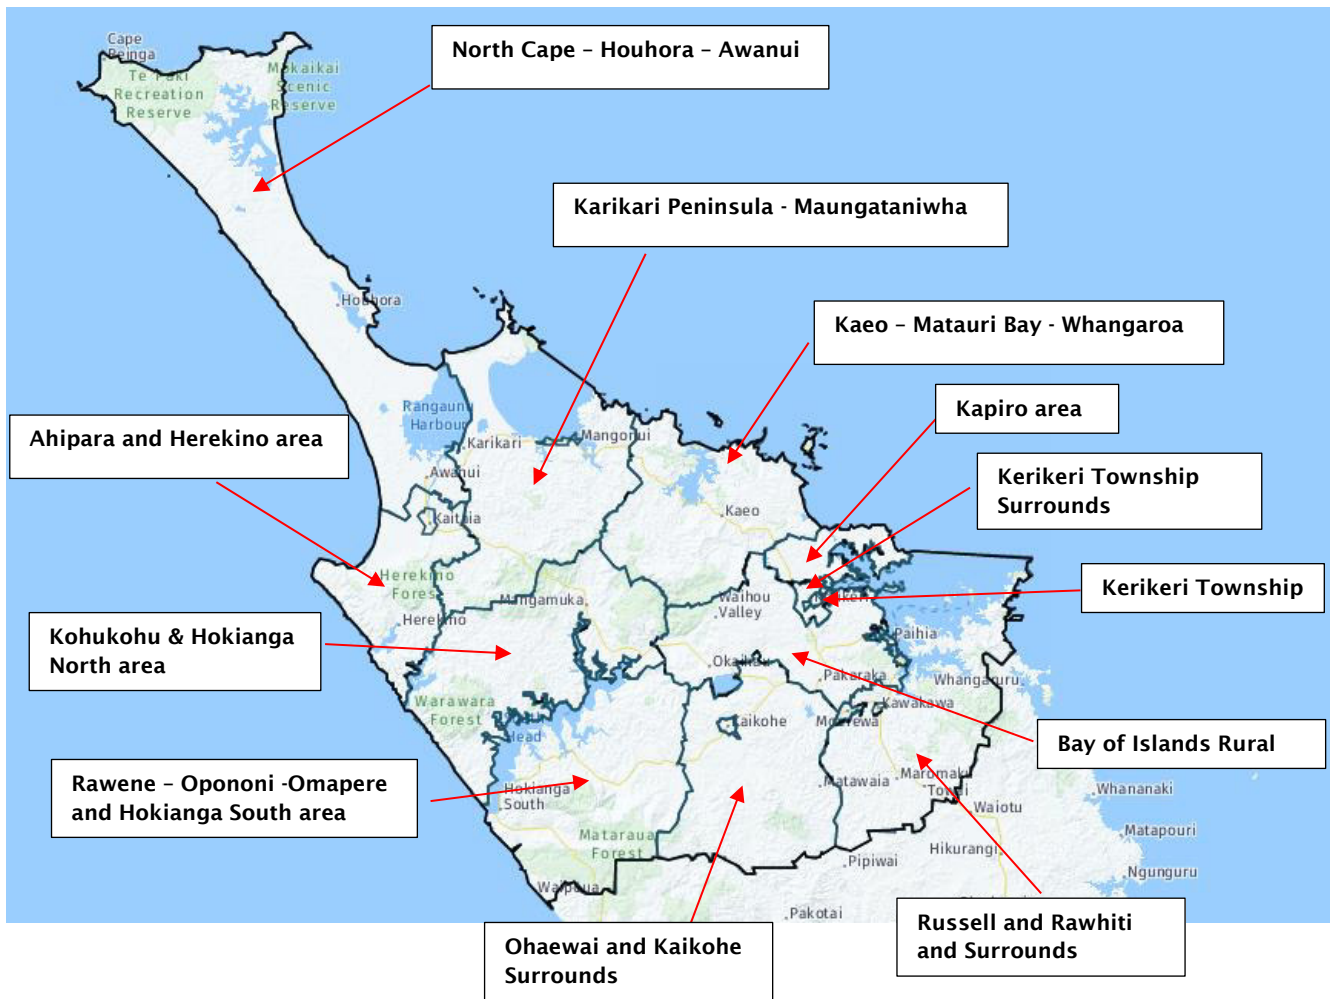 Cape
Reinga
Te Paki
Recreation
Reserve
Mokaikai
Scenic
Reserve
North Cape – Houhora – Awanui
Karikari Peninsula - Maungataniwha
Houhora
Kaeo – Matauri Bay - Whangaroa
Kapiro area
Rangaunu
Harbour
Ahipara and Herekino area
Karikari
Mangonui
Awanui
Kerikeri Township
Surrounds
Kaitaia
Kaeo
Herekino
Forest
Mangamuka
Waihou
Valley
Kerikeri
Kerikeri Township
Herekino
Paihia
Kohukohu & Hokianga
North area
Okaihau
Pakaraka
Whangaruru
Warawara
Forest
Kawakawa
South
Head
Kaikohe
Moerewa
Bay of Islands Rural
Rawene – Opononi -Omapere
and Hokianga South area
Hokianga
South
Matawaia
Maromaku
Towai
Whananaki
Waiotu
Mataraua
Forest
Matapouri
Hikurangi
Pipiwai
Ngunguru
Waipoua
Pakotai
Russell and Rawhiti
and Surrounds
Ohaewai and Kaikohe
Surrounds